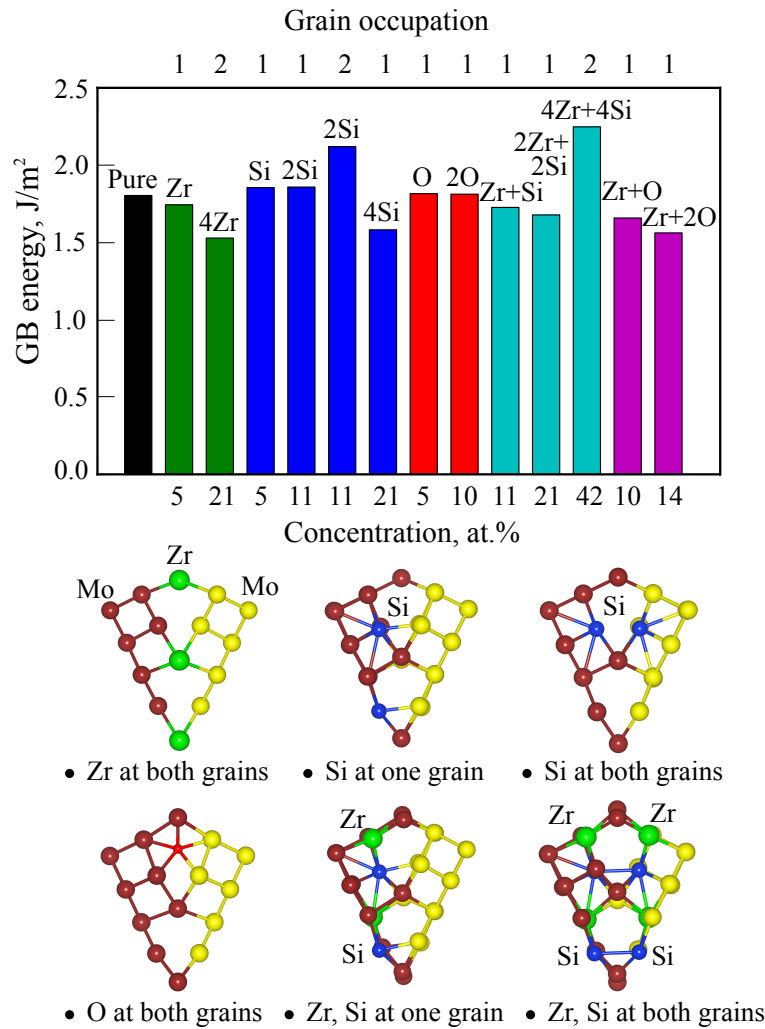 Grain occupation
1 2 1 1 2 1 1 1 1 1 2 1 1
GB energy, J/m²
2.5
2.0
1.5
1.0
0.5
0.0
Pure
Zr
4Zr
Si
2Si
2Si
4Si
O
2O
Zr+Si
2Zr+
2Si
4Zr+4Si
Zr+O
Zr+2O
5 21 5 11 11 21 5 10 11 21 42 10 14
Concentration, at.%
Mo Zr Mo
Si
Si
• Zr at both grains
• Si at one grain
• Si at both grains
Zr
Si
Zr Zr
Si Si
• O at both grains
• Zr, Si at one grain
• Zr, Si at both grains